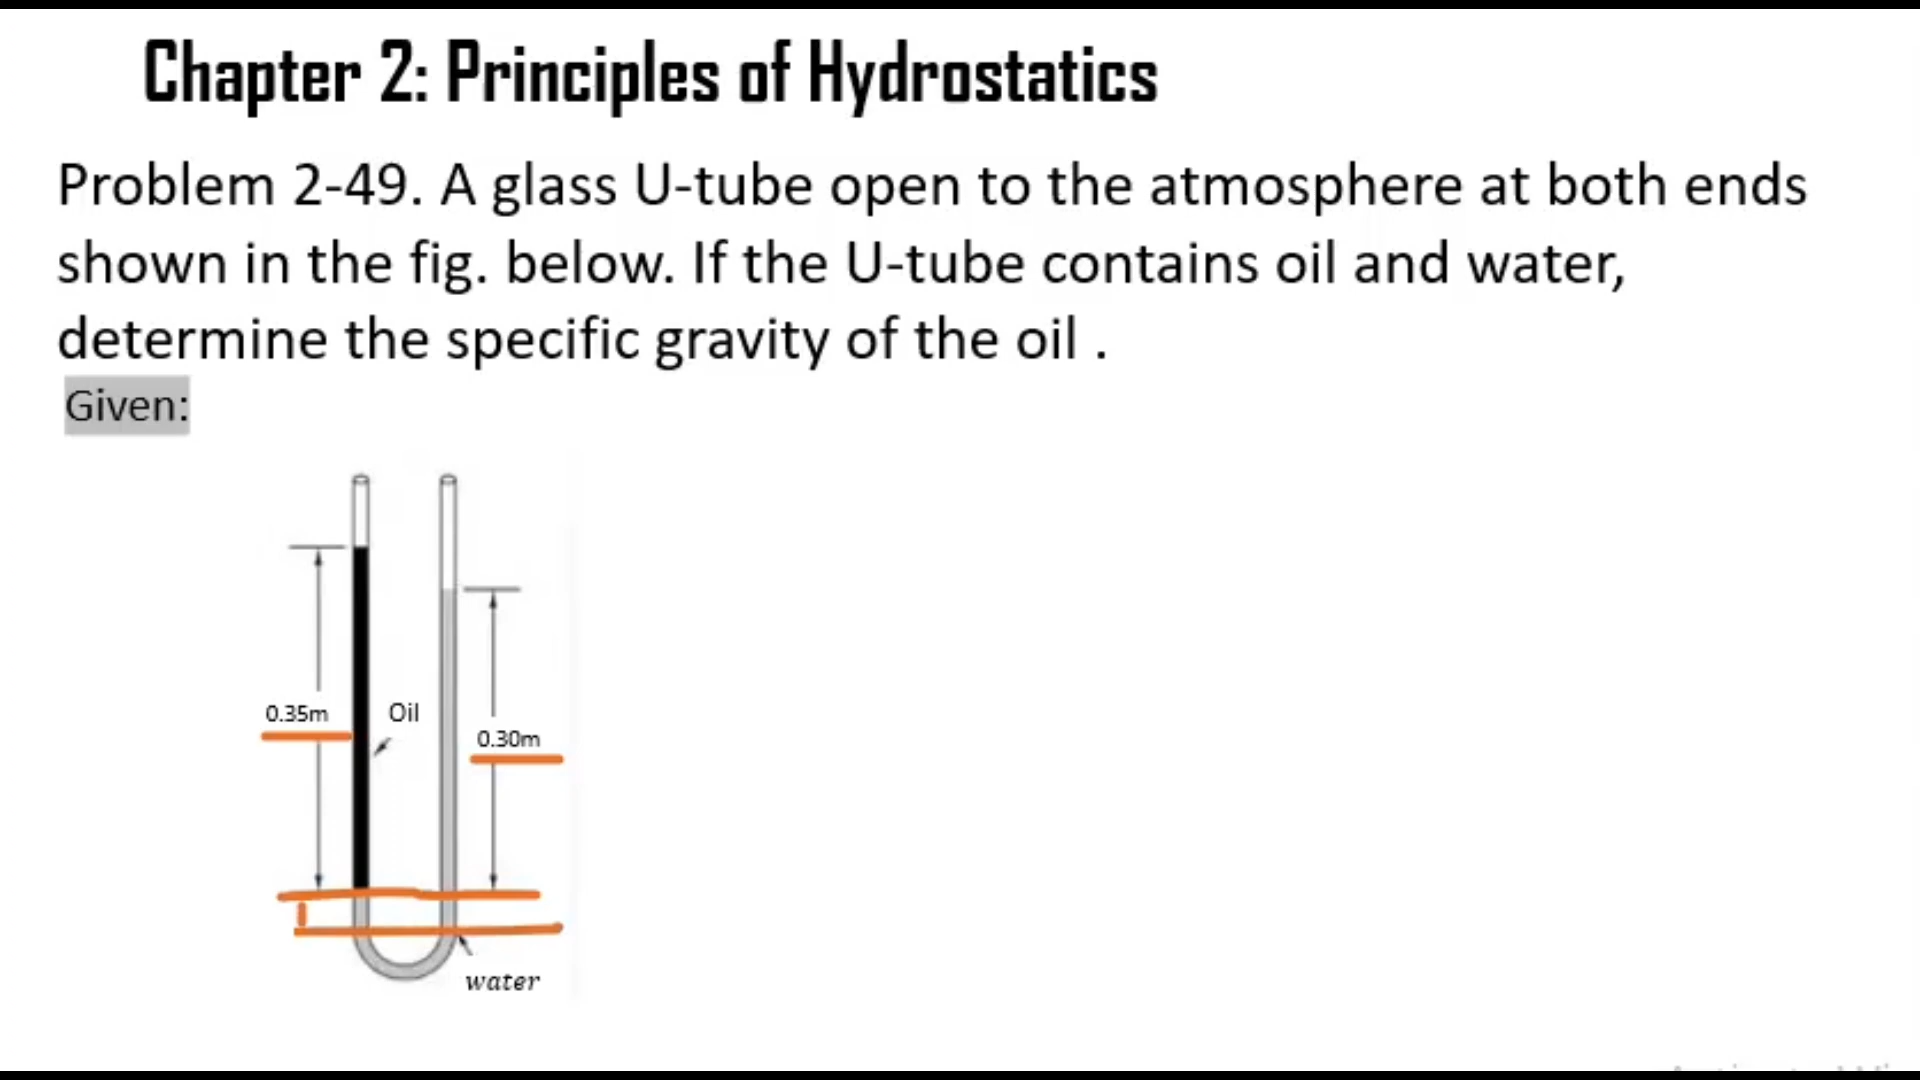 Chapter 2: Principles of Hydrostatics
Problem 2-49. A glass U-tube open to the atmosphere at both ends
shown in the fig. below. If the U-tube contains oil and water,
determine the specific gravity of the oil .
Given:
0.35m
Oil
0.30m
water